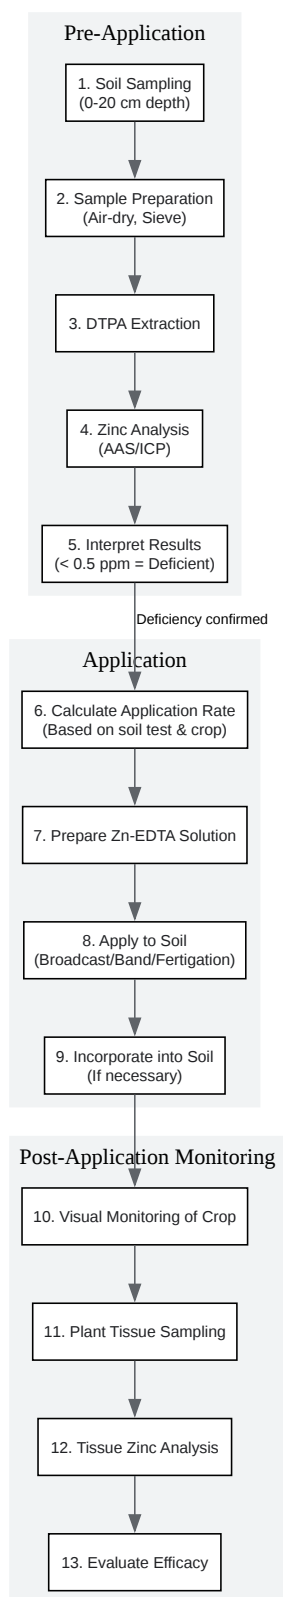 Pre-Application
1. Soil Sampling
(0-20 cm depth)
2. Sample Preparation
(Air-dry, Sieve)
3. DTPA Extraction
4. Zinc Analysis
(AAS/ICP)
5. Interpret Results
(< 0.5 ppm = Deficient)
Deficiency confirmed
Application
6. Calculate Application Rate
(Based on soil test & crop)
7. Prepare Zn-EDTA Solution
8. Apply to Soil
(Broadcast/Band/Fertigation)
9. Incorporate into Soil
(If necessary)
Post-Application Monitoring
10. Visual Monitoring of Crop
11. Plant Tissue Sampling
12. Tissue Zinc Analysis
13. Evaluate Efficacy